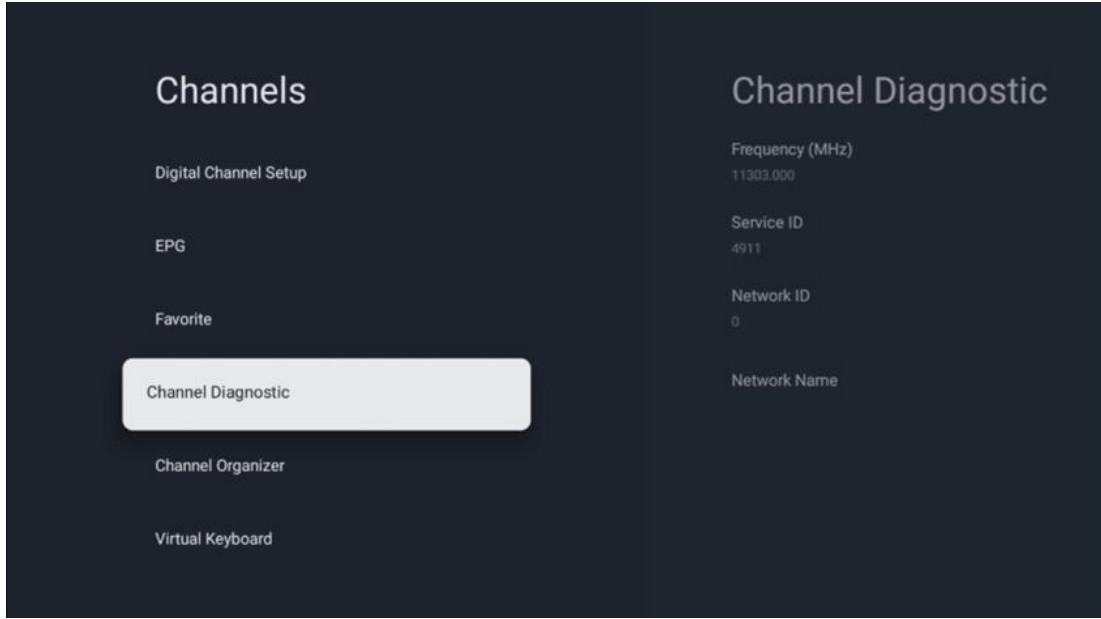 Channels
Digital Channel Setup
EPG
Favorite
Channel Diagnostic
Channel Organizer
Virtual Keyboard
Channel Diagnostic
Frequency (MHz)
11303.000
Service ID
4911
Network ID
0
Network Name